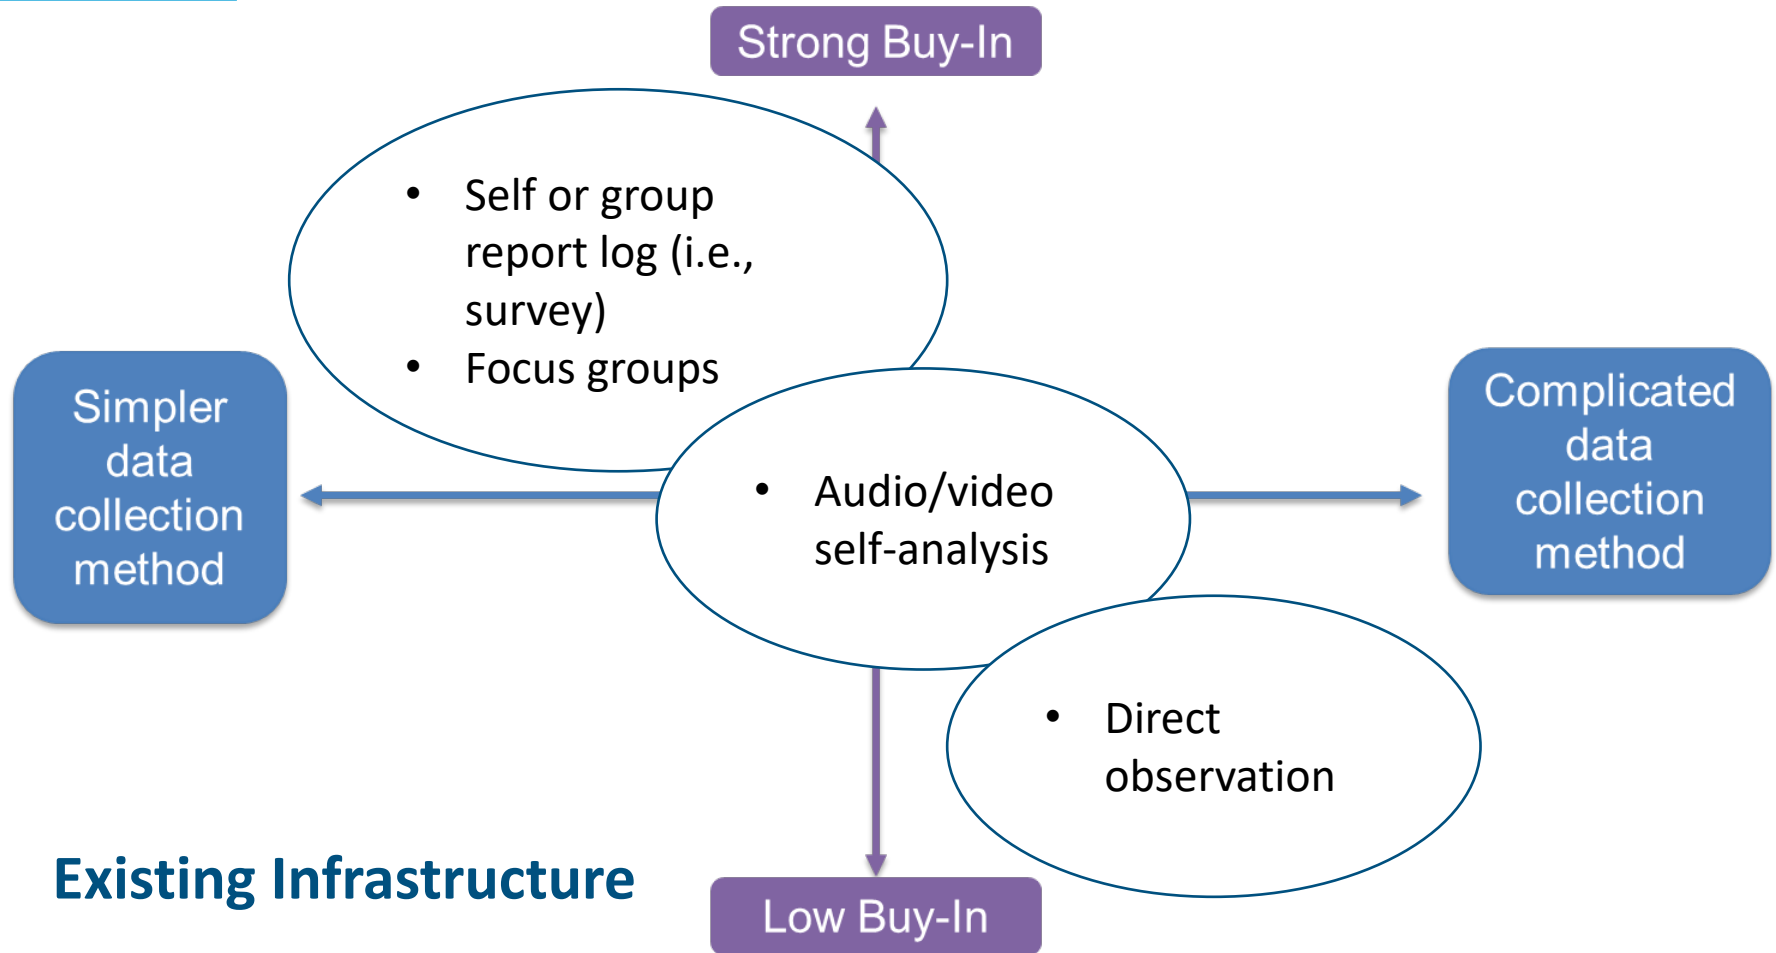 Strong Buy-In
• Self or group
report log (i.e.,
survey)
• Focus groups
Simpler
data
collection
method
Complicated
data
collection
method
• Audio/video
self-analysis
• Direct
observation
Existing Infrastructure
Low Buy-In